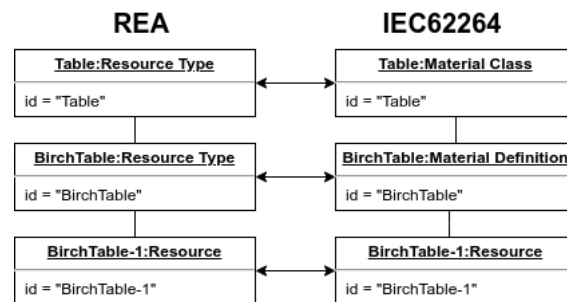 REA
IEC62264
Table:Resource Type
Table:Material Class
id = "Table"
id = "Table"
BirchTable:Resource Type
BirchTable:Material Definition
id = "BirchTable"
id = "BirchTable"
BirchTable-1:Resource
BirchTable-1:Resource
id = "BirchTable-1"
id = "BirchTable-1"